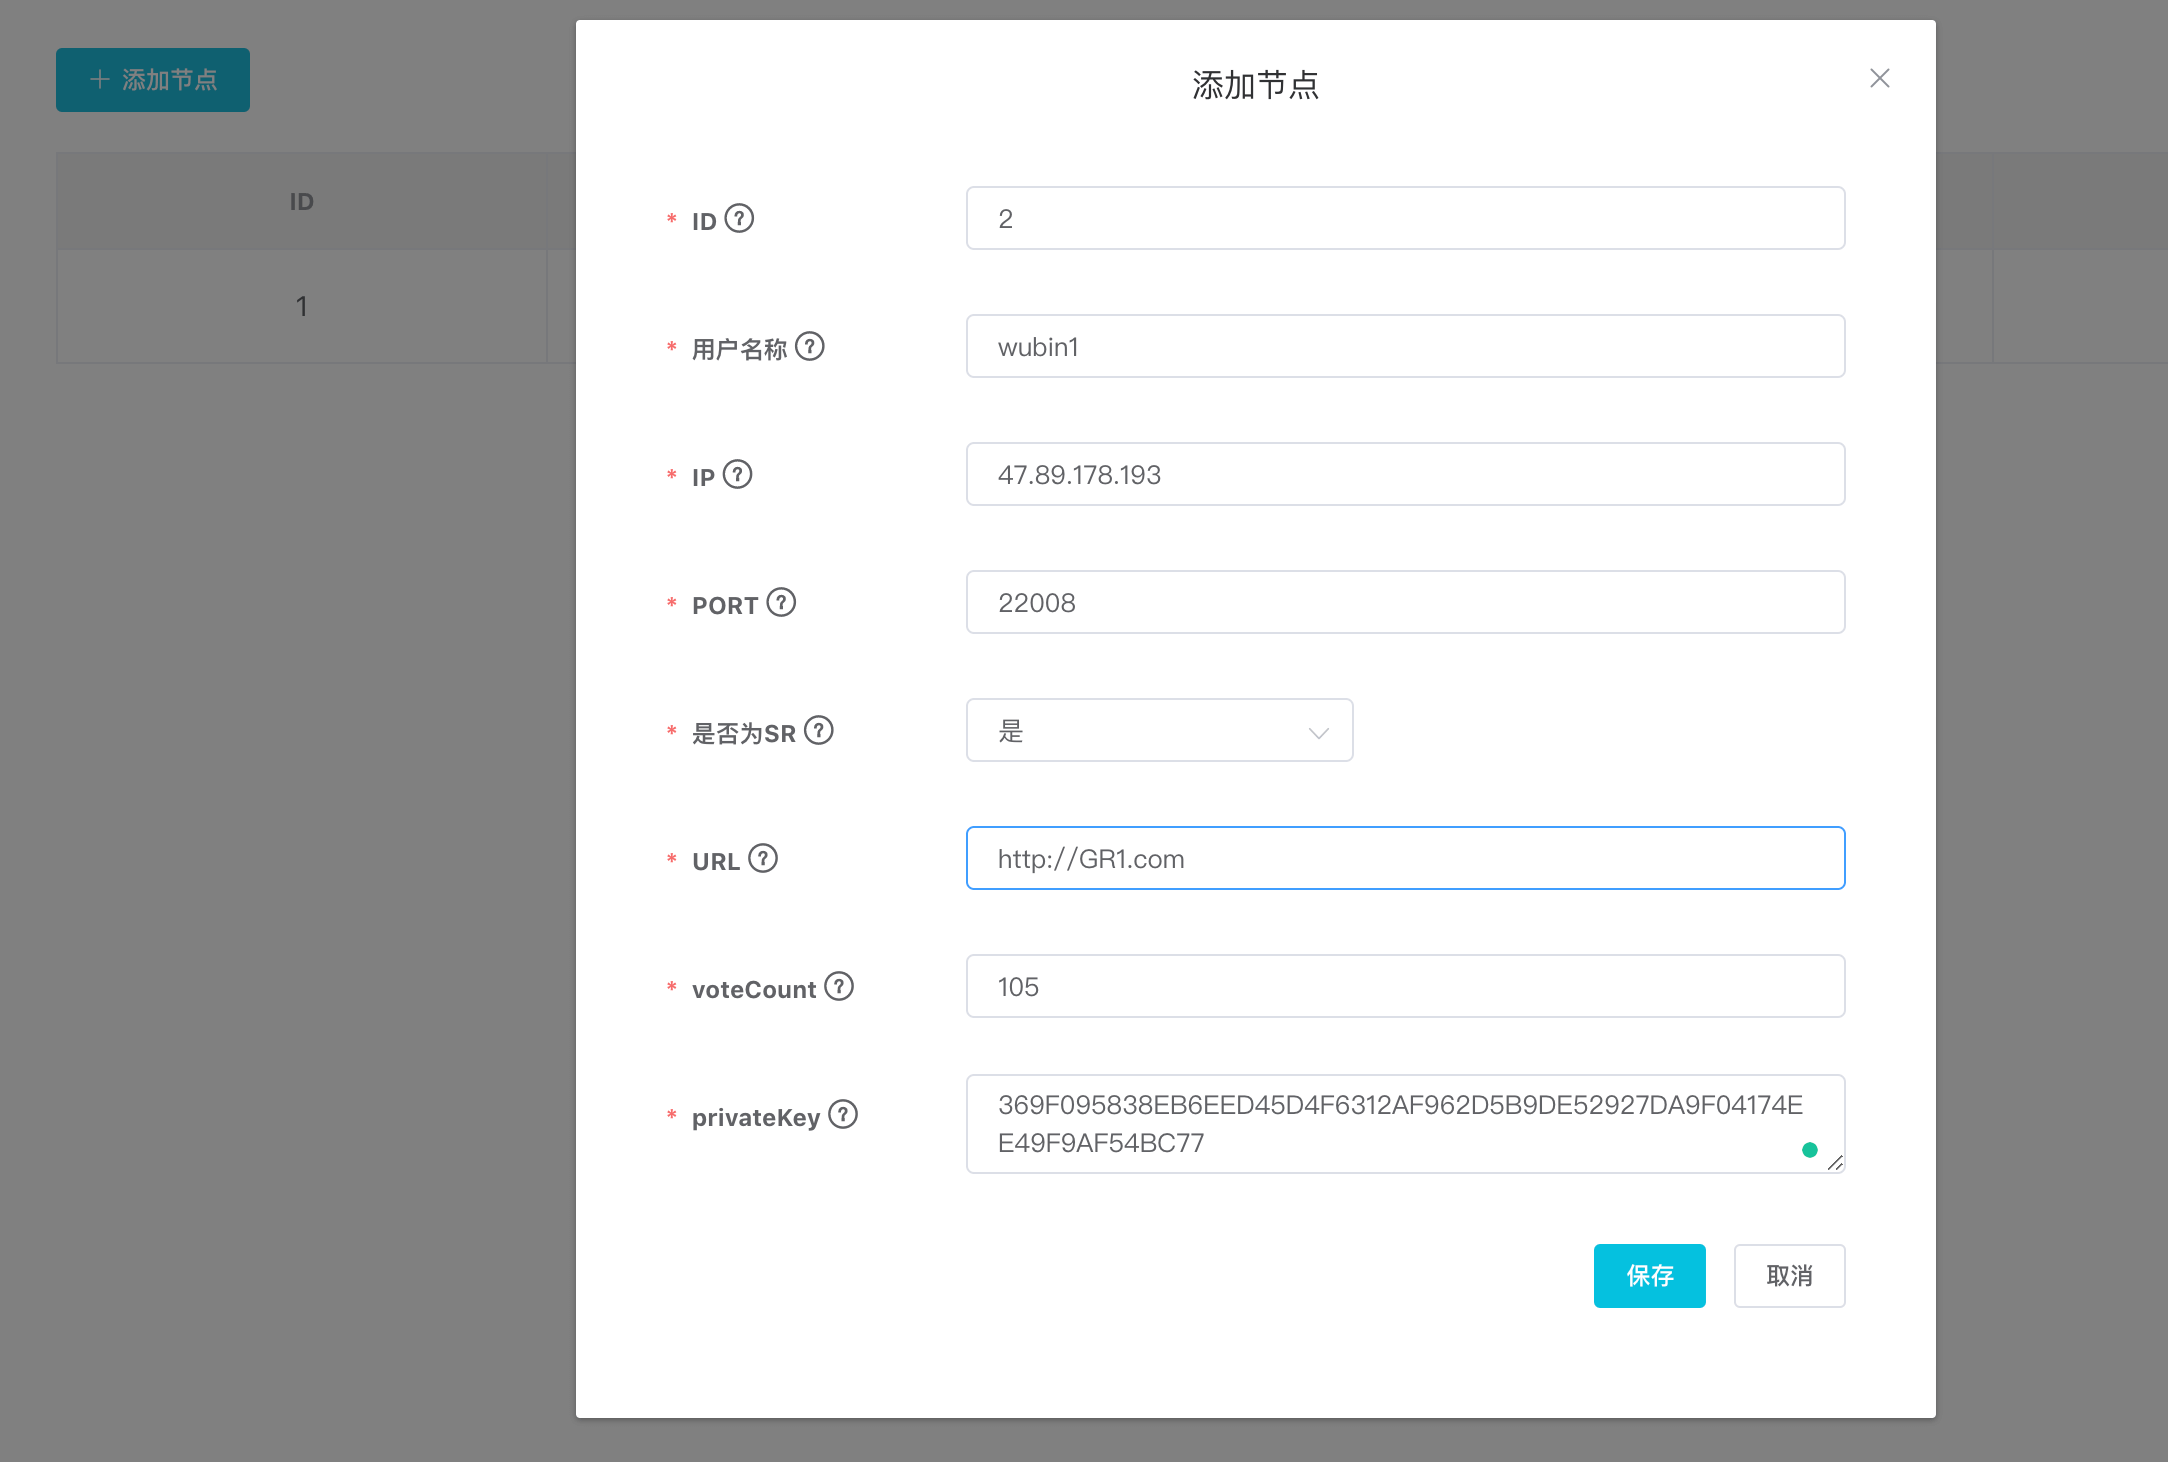 + 添加节点
ID
1
添加节点
* ID ?
2
* 用户名称 ?
wubin1
* IP ?
47.89.178.193
* PORT ?
22008
* 是否为SR ?
是
* URL ?
http://GR1.com
* voteCount ?
105
* privateKey ?
369F095838EB6EED45D4F6312AF962D5B9DE52927DA9F04174E
E49F9AF54BC77
保存
取消